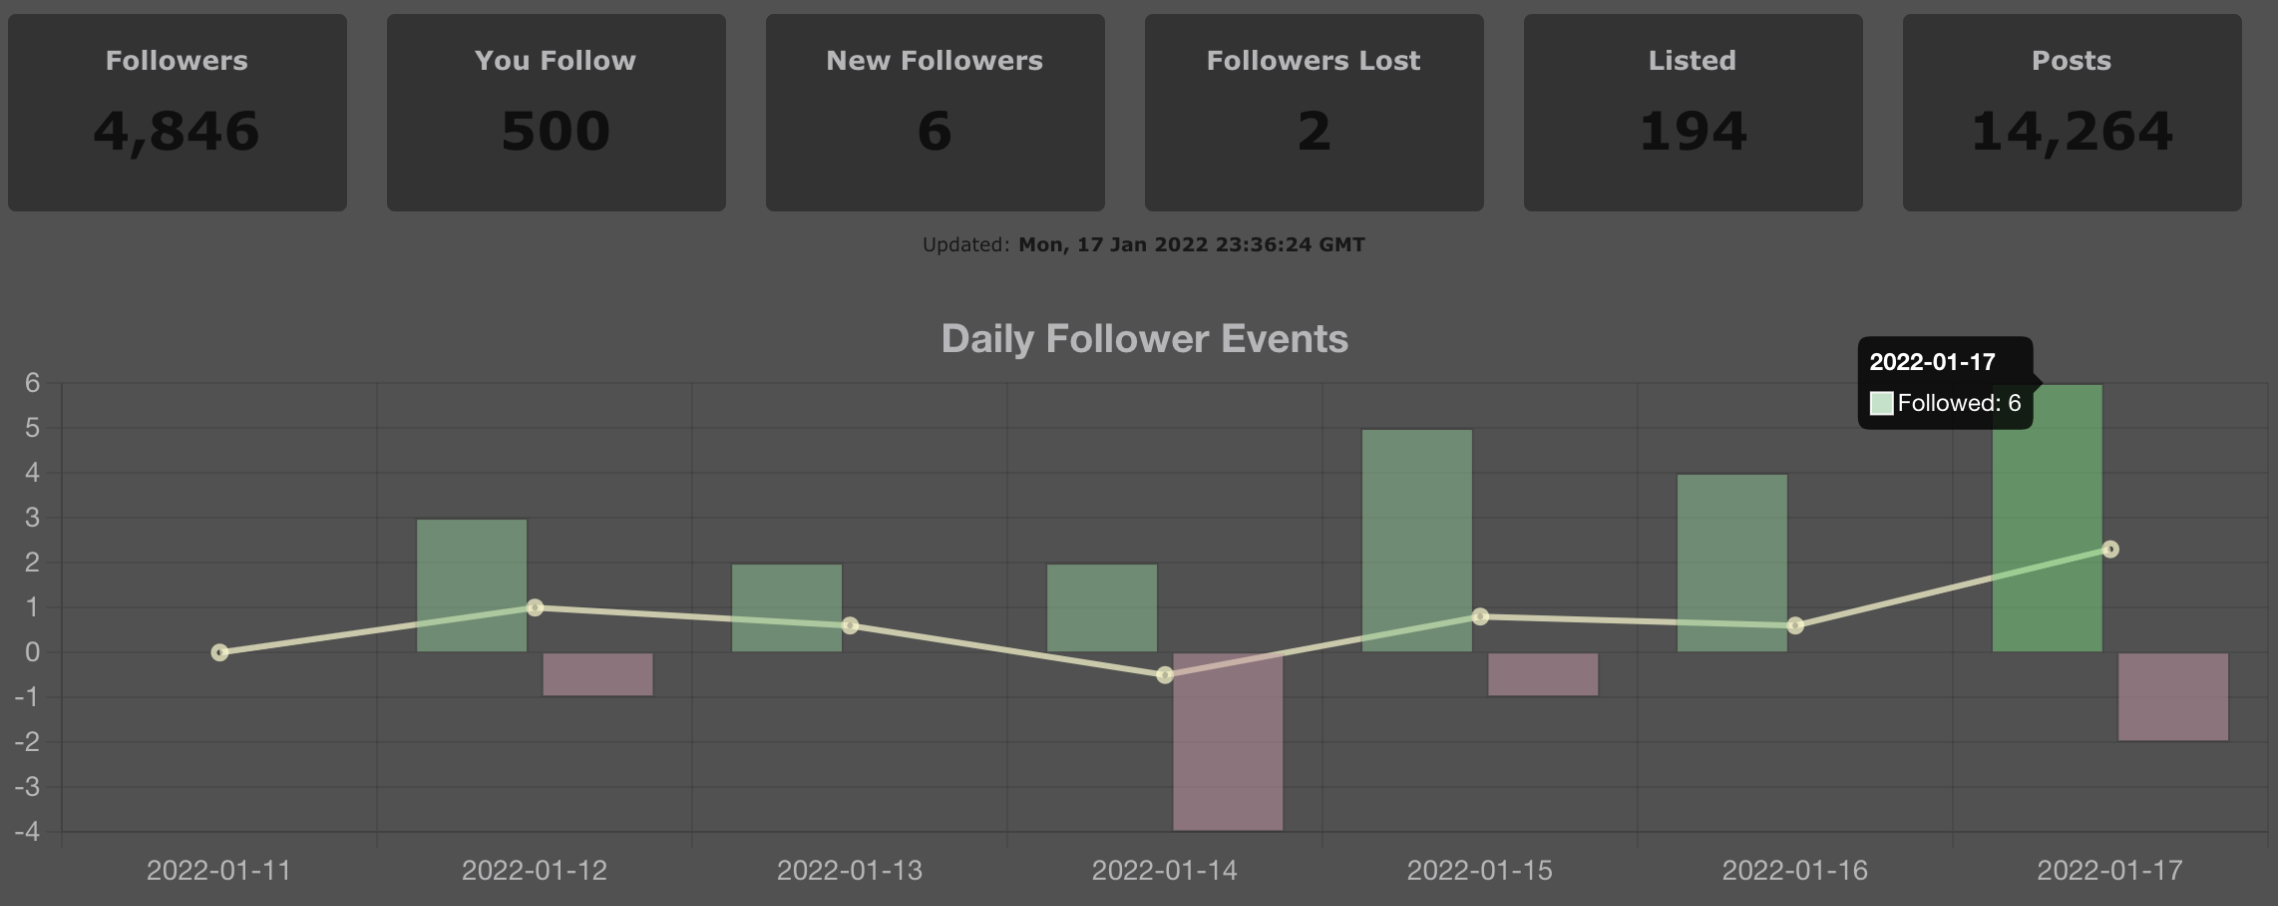 Followers
4,846
You Follow
500
New Followers
6
Followers Lost
2
Listed
194
Posts
14,264
Updated: Mon, 17 Jan 2022 23:36:24 GMT
Daily Follower Events
2022-01-17
Followed: 6
6
5
4
3
2
1
0
-1
-2
-3
-4
2022-01-11
2022-01-12
2022-01-13
2022-01-14
2022-01-15
2022-01-16
2022-01-17